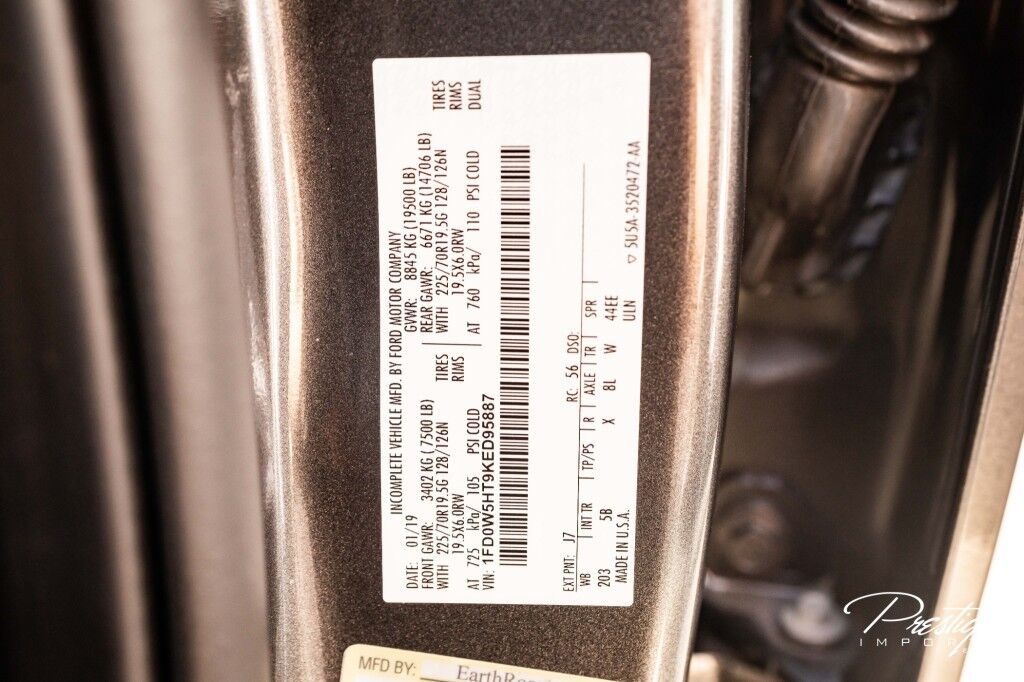 INCOMPLETE VEHICLE MFD. BY FORD MOTOR COMPANY
DATE: 01/19 GVWR: 8845 KG (19500 LB)
FRONT GAWR: 3402 KG (7500 LB) REAR GAWR: 6671 KG (14706 LB)
WITH 225/70R19.5G 128/126N TIRES WITH 225/70R19.5G 128/126N TIRES
19.5X6.0RW RIMS 19.5X6.0RW RIMS
AT 725 kPa/ 105 PSI COLD AT 760 kPa/ 110 PSI COLD DUAL
VIN: 1FD0W5HT9KED95887
EXT PNT: J7 RC: 56 DSO:
WB INT TR TP/PS R AXLE TR SPR
203 5B X 8L W 44EE
MADE IN U.S.A. ULN
▽ 5U5A-3520472-AA
MFD BY:
Prestige
IMPORTS